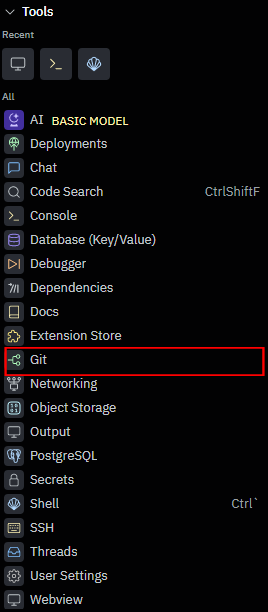 Tools
Recent
All
AI BASIC MODEL
Deployments
Chat
Code Search CtrlShiftF
Console
Database (Key/Value)
Debugger
Dependencies
Docs
Extension Store
Git
Networking
Object Storage
Output
PostgreSQL
Secrets
Shell Ctrl`
SSH
Threads
User Settings
Webview